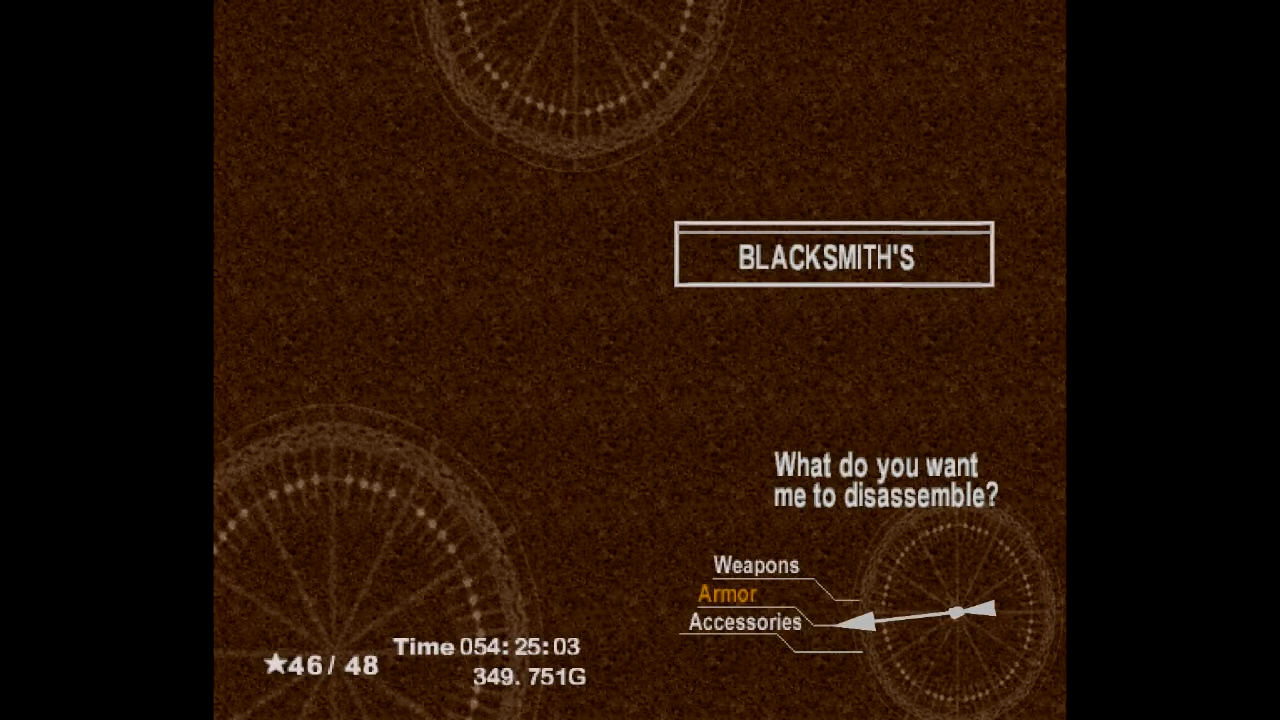 BLACKSMITH'S
What do you want
me to disassemble?
Weapons
Armor
Accessories
Time 054:25:03
★46/ 48
349. 751G